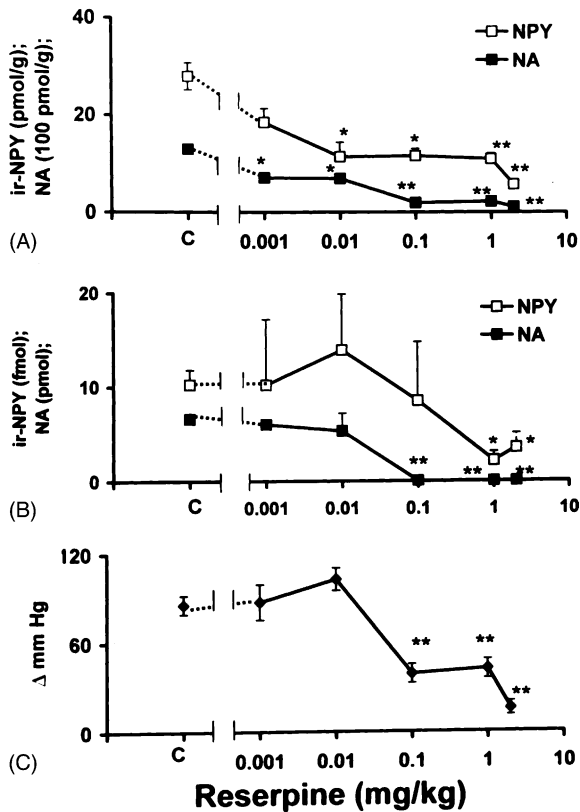 ir-NPY (pmol/g);
NA (100 pmol/g);
40
20
0
NPY
NA
*
*
**
*
*
**
**
**
C
0.001
0.01
0.1
1
10
(A)
ir-NPY (fmol);
NA (pmol);
20
10
0
NPY
NA
*
*
**
**
**
C
0.001
0.01
0.1
1
10
(B)
Δ mm Hg
120
60
0
**
**
**
C
0.001
0.01
0.1
1
10
(C)
Reserpine (mg/kg)